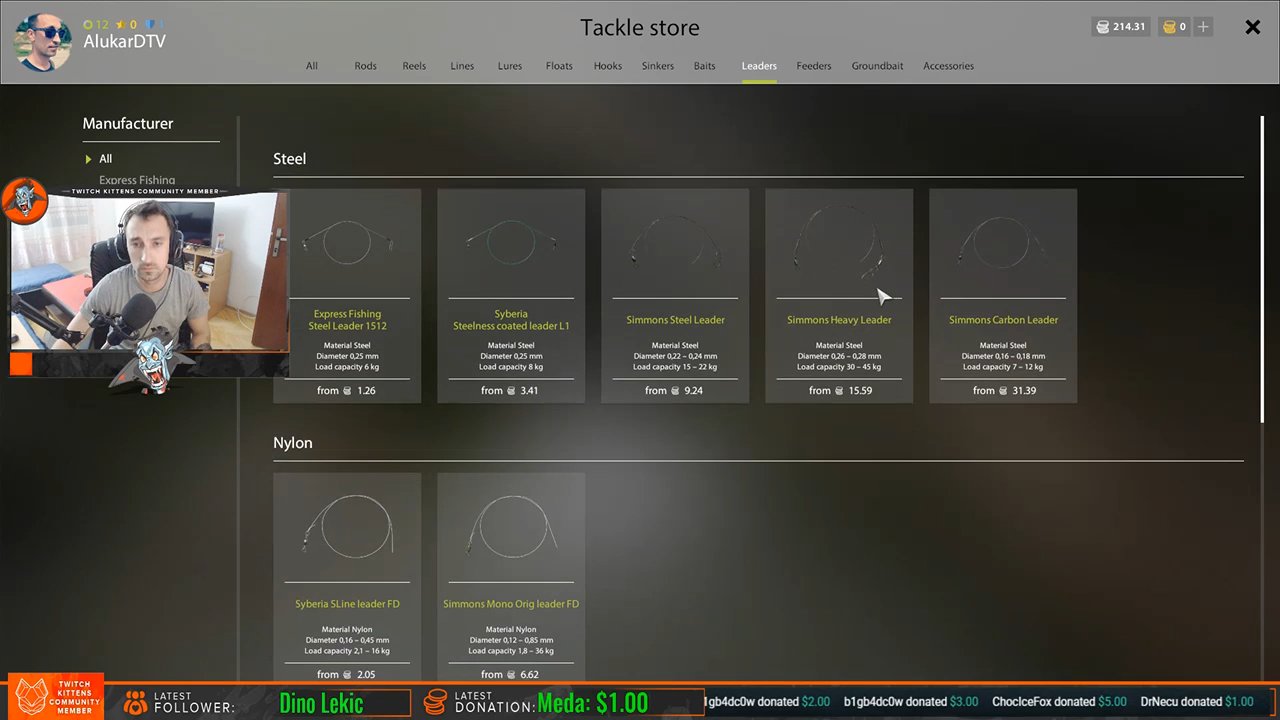 12 0 1
AlukarDTV
Tackle store
214.31
0
All Rods Reels Lines Lures Floats Hooks Sinkers Baits Leaders Feeders Groundbait Accessories
Manufacturer
All
Express Fishing
TWITCH KITTENS COMMUNITY MEMBER
Steel
Express Fishing
Steel Leader 1512
Material Steel
Diameter 0,25 mm
Load capacity 6 kg
from 1.26
Syberia
Steelness coated leader L1
Material Steel
Diameter 0,25 mm
Load capacity 8 kg
from 3.41
Simmons Steel Leader
Material Steel
Diameter 0,22 – 0,24 mm
Load capacity 15 – 22 kg
from 9.24
Simmons Heavy Leader
Material Steel
Diameter 0,26 – 0,28 mm
Load capacity 30 – 45 kg
from 15.59
Simmons Carbon Leader
Material Steel
Diameter 0,16 – 0,18 mm
Load capacity 7 – 12 kg
from 31.39
Nylon
Syberia SLine leader FD
Material Nylon
Diameter 0,16 – 0,45 mm
Load capacity 2,1 – 16 kg
from 2.05
Simmons Mono Orig leader FD
Material Nylon
Diameter 0,12 – 0,85 mm
Load capacity 1,8 – 36 kg
from 6.62
TWITCH
KITTENS
COMMUNITY
MEMBER
LATEST
FOLLOWER:
Dino Lekic
LATEST
DONATION:
Meda: $1.00
1gb4dc0w donated $2.00 b1gb4dc0w donated $3.00 ChocIceFox donated $5.00 DrNecu donated $1.00